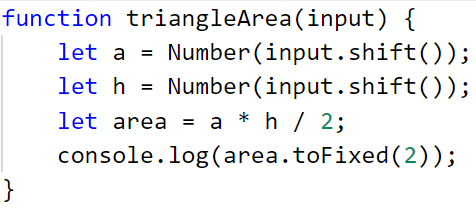 function triangleArea(input) {
    let a = Number(input.shift());
    let h = Number(input.shift());
    let area = a * h / 2;
    console.log(area.toFixed(2));
}